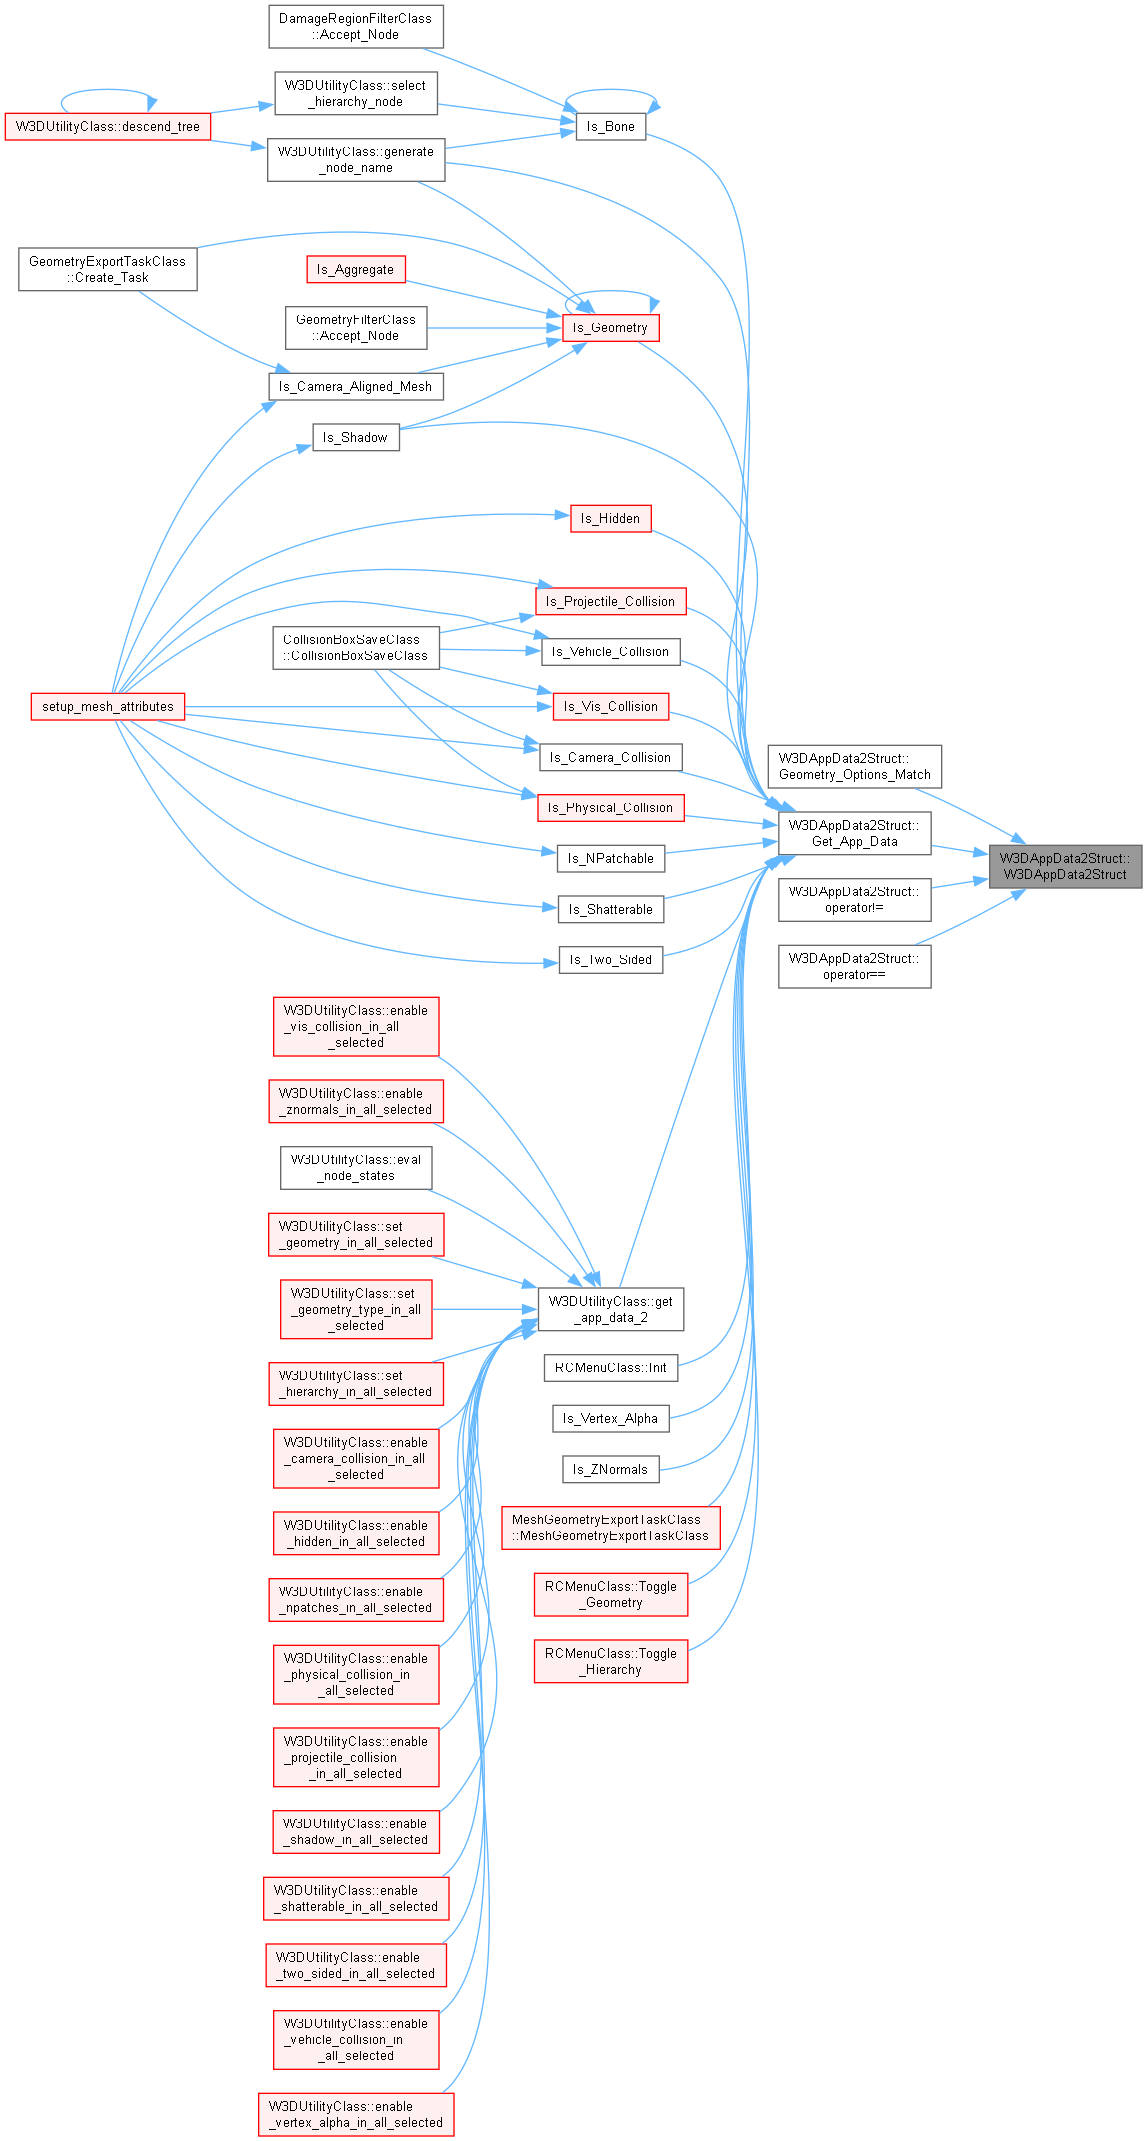 DamageRegionFilterClass
::Accept_Node
W3DUtilityClass::select
_hierarchy_node
W3DUtilityClass::descend_tree
Is_Bone
W3DUtilityClass::generate
_node_name
GeometryExportTaskClass
::Create_Task
Is_Aggregate
GeometryFilterClass
::Accept_Node
Is_Geometry
Is_Camera_Aligned_Mesh
Is_Shadow
Is_Hidden
Is_Projectile_Collision
CollisionBoxSaveClass
::CollisionBoxSaveClass
Is_Vehicle_Collision
setup_mesh_attributes
Is_Vis_Collision
Is_Camera_Collision
W3DAppData2Struct::
Geometry_Options_Match
Is_Physical_Collision
W3DAppData2Struct::
Get_App_Data
Is_NPatchable
W3DAppData2Struct::
W3DAppData2Struct
W3DAppData2Struct::
operator!=
Is_Shatterable
Is_Two_Sided
W3DAppData2Struct::
operator==
W3DUtilityClass::enable
_vis_collision_in_all
_selected
W3DUtilityClass::enable
_znormals_in_all_selected
W3DUtilityClass::eval
_node_states
W3DUtilityClass::set
_geometry_in_all_selected
W3DUtilityClass::set
_geometry_type_in_all
_selected
W3DUtilityClass::get
_app_data_2
W3DUtilityClass::set
_hierarchy_in_all_selected
RCMenuClass::Init
Is_Vertex_Alpha
W3DUtilityClass::enable
_camera_collision_in_all
_selected
Is_ZNormals
W3DUtilityClass::enable
_hidden_in_all_selected
MeshGeometryExportTaskClass
::MeshGeometryExportTaskClass
W3DUtilityClass::enable
_npatches_in_all_selected
RCMenuClass::Toggle
_Geometry
W3DUtilityClass::enable
_physical_collision_in
_all_selected
RCMenuClass::Toggle
_Hierarchy
W3DUtilityClass::enable
_projectile_collision
_in_all_selected
W3DUtilityClass::enable
_shadow_in_all_selected
W3DUtilityClass::enable
_shatterable_in_all_selected
W3DUtilityClass::enable
_two_sided_in_all_selected
W3DUtilityClass::enable
_vehicle_collision_in
_all_selected
W3DUtilityClass::enable
_vertex_alpha_in_all_selected